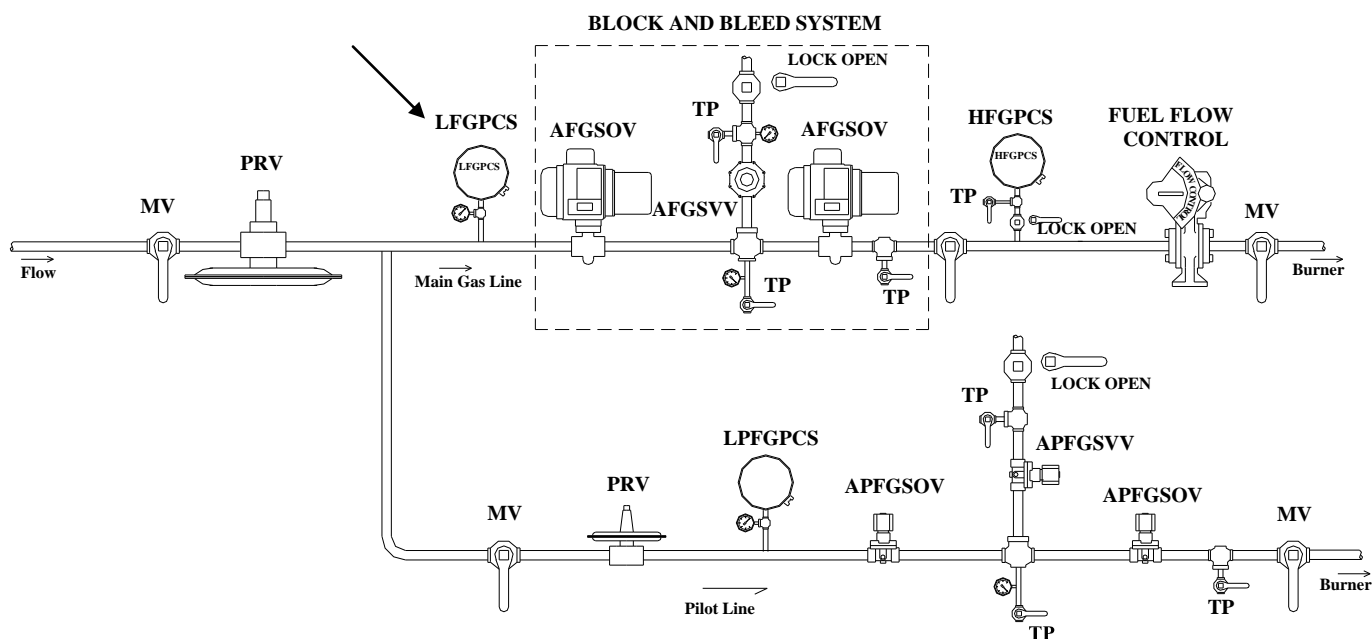 BLOCK AND BLEED SYSTEM
LOCK OPEN
TP
LFGPCS
HFGPCS
FUEL FLOW
CONTROL
AFGSOV
AFGSOV
PRV
LFGPCS
HFGPCS
FLOW CONTROL
TP
MV
AFGSVV
LOCK OPEN
MV
Flow
Main Gas Line
TP
TP
Burner
LOCK OPEN
TP
LPFGPCS
APFGSVV
PRV
APFGSOV
APFGSOV
MV
MV
Pilot Line
TP
TP
Burner